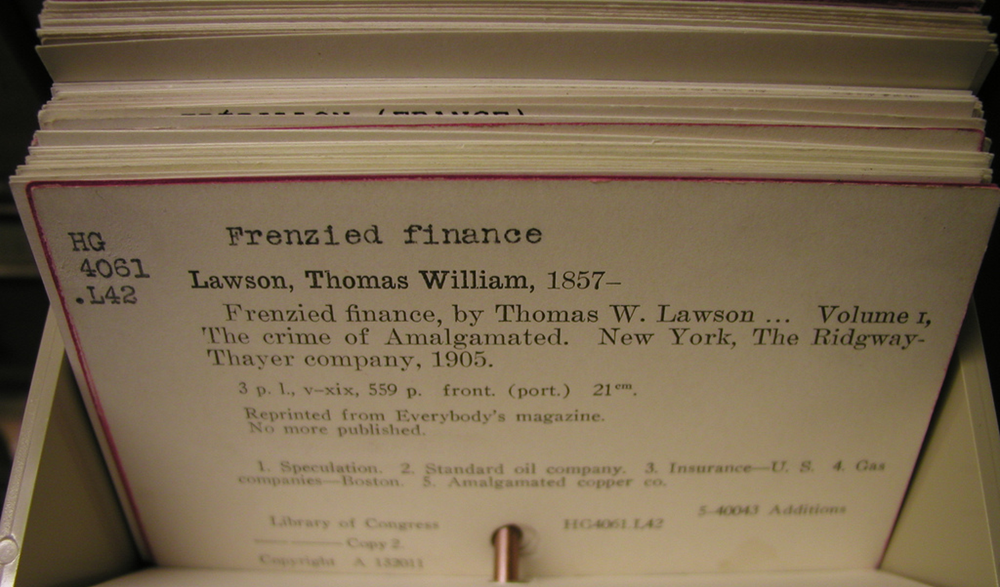 (FRANCE)
Frenzied finance
HG
4061
.L42
Lawson, Thomas William, 1857–
Frenzied finance, by Thomas W. Lawson ... Volume 1,
The crime of Amalgamated. New York, The Ridgway-
Thayer company, 1905.
3 p. l., v–xix, 559 p. front. (port.) 21cm.
Reprinted from Everybody's magazine.
No more published.
1. Speculation. 2. Standard oil company. 3. Insurance—U. S. 4. Gas
companies—Boston. 5. Amalgamated copper co.
5–40043 Additions
Library of Congress HG4061.L42
—— —— Copy 2.
Copyright A 132011